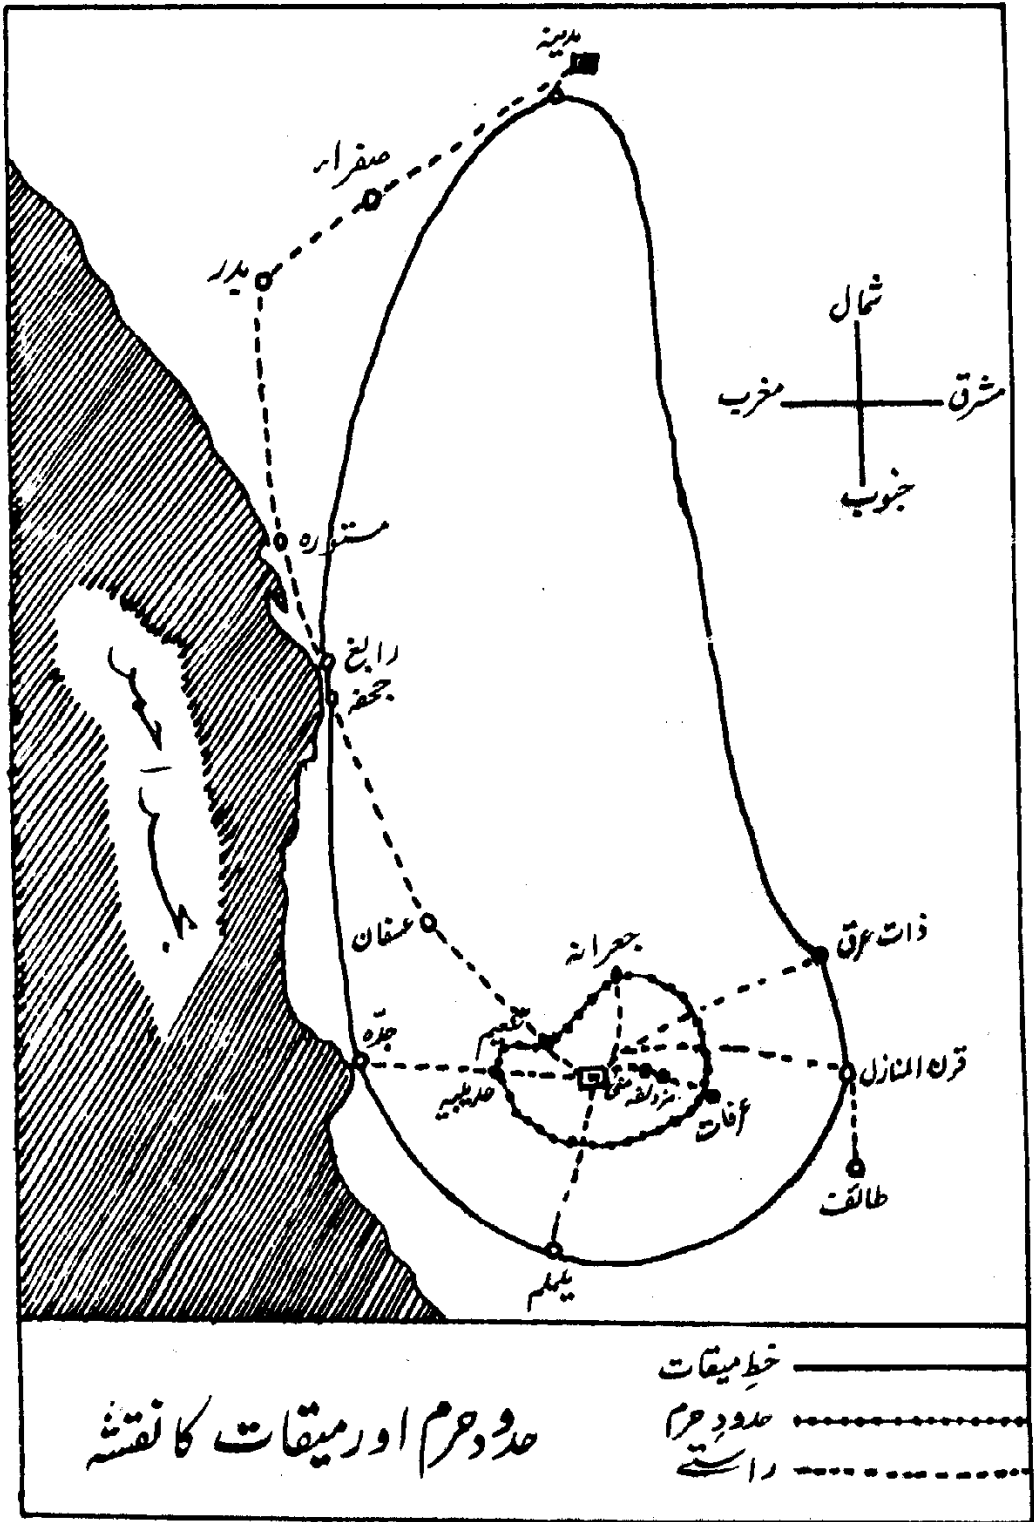 مدینہ
صفراء
بدر
شمال
مغرب
مشرق
جنوب
مستورہ
رابغ
جحفہ
بحر احمر
عسفان
جعرانہ
ذات عرق
تنعیم
جدّہ
حدیبیہ
منیٰ
مزدلفہ
عرفات
قرن المنازل
طائف
یلملم
خطِ میقات
حدودِ حرم
راستے
حدود حرم اور میقات کا نقشہ